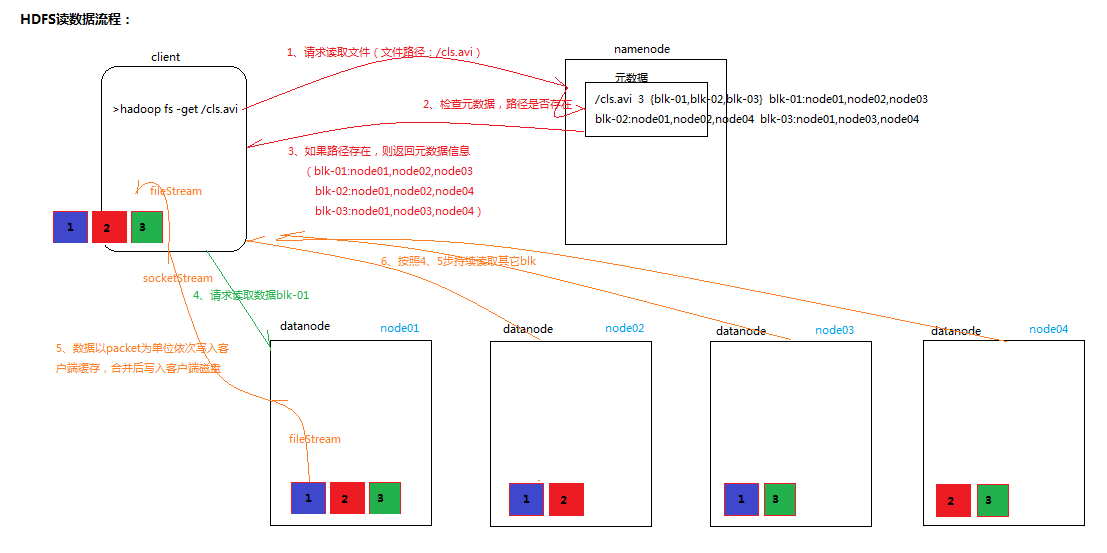 HDFS读数据流程：
client
namenode
1、请求读取文件（文件路径：/cls.avi）
元数据
>hadoop fs -get /cls.avi
2、检查元数据，路径是否存在
/cls.avi 3 {blk-01,blk-02,blk-03} blk-01:node01,node02,node03
blk-02:node01,node02,node04 blk-03:node01,node03,node04
3、如果路径存在，则返回元数据信息
（blk-01:node01,node02,node03
blk-02:node01,node02,node04
blk-03:node01,node03,node04）
fileStream
1 2 3
socketStream
6、按照4、5步持续读取其它blk
4、请求读取数据blk-01
datanode node01
datanode node02
datanode node03
datanode node04
5、数据以packet为单位依次写入客
户端缓存，合并后写入客户端磁盘
fileStream
1 2 3
1 2
1 3
2 3